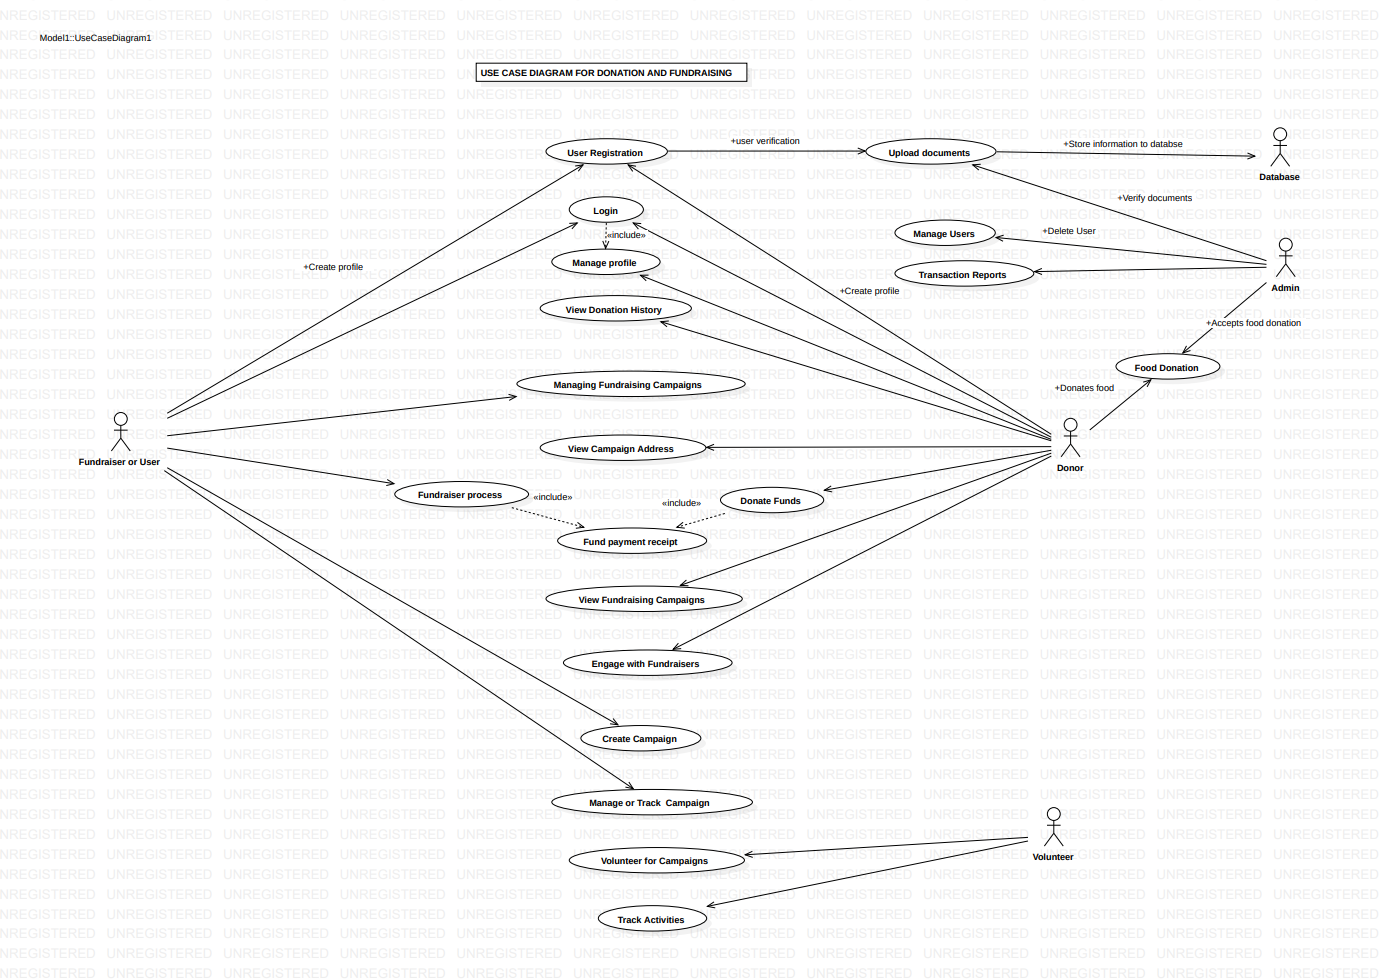 Model1::UseCaseDiagram1
USE CASE DIAGRAM FOR DONATION AND FUNDRAISING
User Registration
+user verification
Upload documents
+Store information to databse
Database
+Verify documents
Login
«include»
Manage profile
Manage Users
+Delete User
Transaction Reports
Admin
+Create profile
+Create profile
View Donation History
+Accepts food donation
Food Donation
+Donates food
Managing Fundraising Campaigns
Fundraiser or User
View Campaign Address
Donor
Fundraiser process
«include»
«include»
Donate Funds
Fund payment receipt
View Fundraising Campaigns
Engage with Fundraisers
Create Campaign
Manage or Track  Campaign
Volunteer for Campaigns
Volunteer
Track Activities
UNREGISTERED